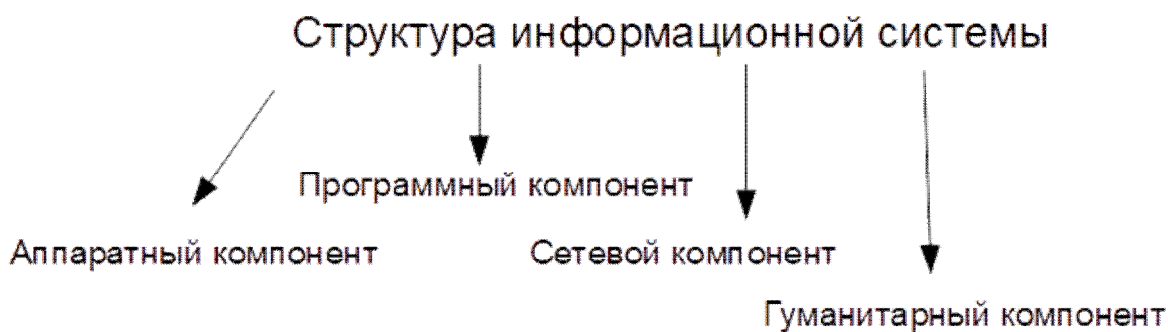 Структура информационной системы
Программный компонент
Аппаратный компонент
Сетевой компонент
Гуманитарный компонент